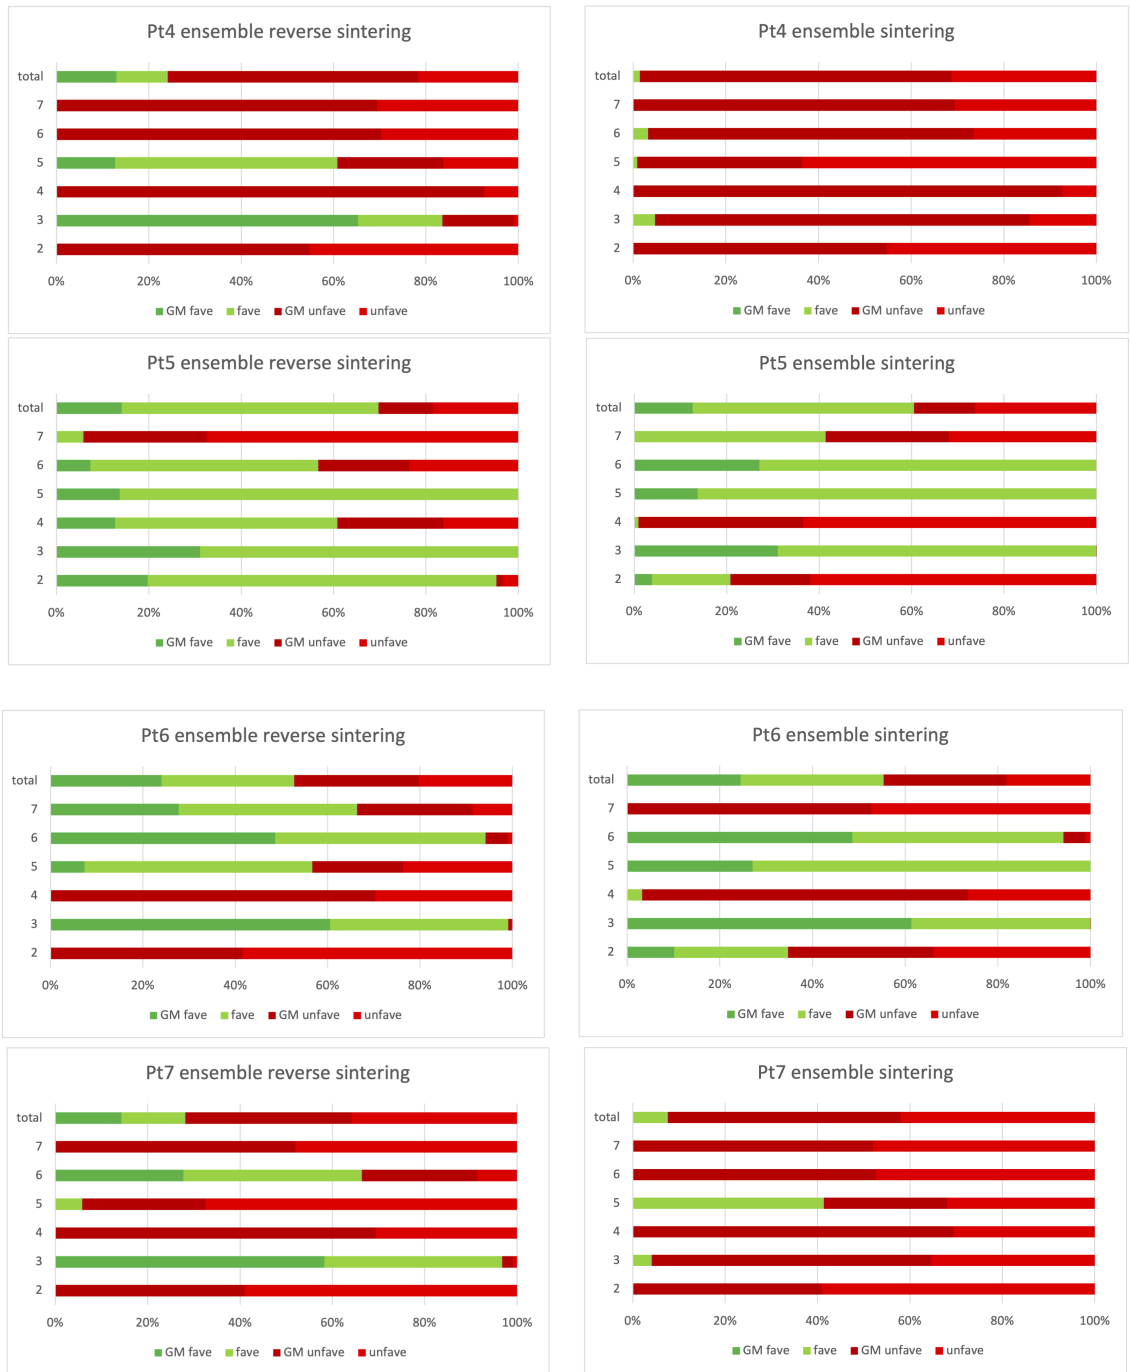 Pt4 ensemble reverse sintering
total
7
6
5
4
3
2
0% 20% 40% 60% 80% 100%
GM fave fave GM unfave unfave
Pt4 ensemble sintering
total
7
6
5
4
3
2
0% 20% 40% 60% 80% 100%
GM fave fave GM unfave unfave
Pt5 ensemble reverse sintering
total
7
6
5
4
3
2
0% 20% 40% 60% 80% 100%
GM fave fave GM unfave unfave
Pt5 ensemble sintering
total
7
6
5
4
3
2
0% 20% 40% 60% 80% 100%
GM fave fave GM unfave unfave
Pt6 ensemble reverse sintering
total
7
6
5
4
3
2
0% 20% 40% 60% 80% 100%
GM fave fave GM unfave unfave
Pt6 ensemble sintering
total
7
6
5
4
3
2
0% 20% 40% 60% 80% 100%
GM fave fave GM unfave unfave
Pt7 ensemble reverse sintering
total
7
6
5
4
3
2
0% 20% 40% 60% 80% 100%
GM fave fave GM unfave unfave
Pt7 ensemble sintering
total
7
6
5
4
3
2
0% 20% 40% 60% 80% 100%
GM fave fave GM unfave unfave